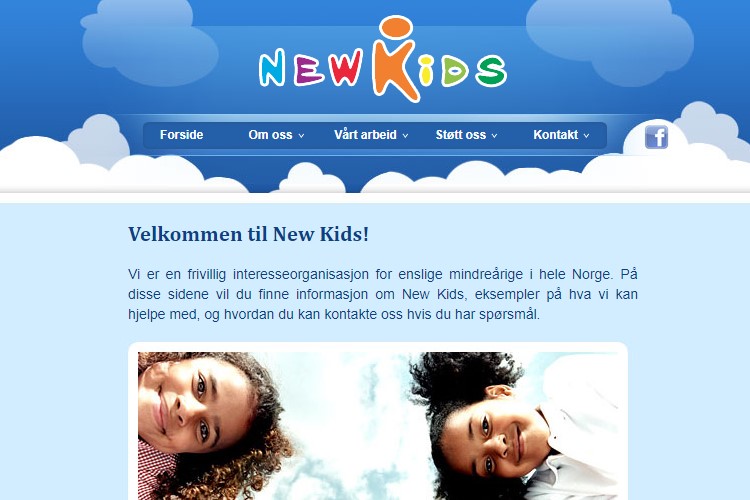 NEW KiDS
Forside Om oss Vårt arbeid Støtt oss Kontakt f
Velkommen til New Kids!
Vi er en frivillig interesseorganisasjon for enslige mindreårige i hele Norge. På
disse sidene vil du finne informasjon om New Kids, eksempler på hva vi kan
hjelpe med, og hvordan du kan kontakte oss hvis du har spørsmål.